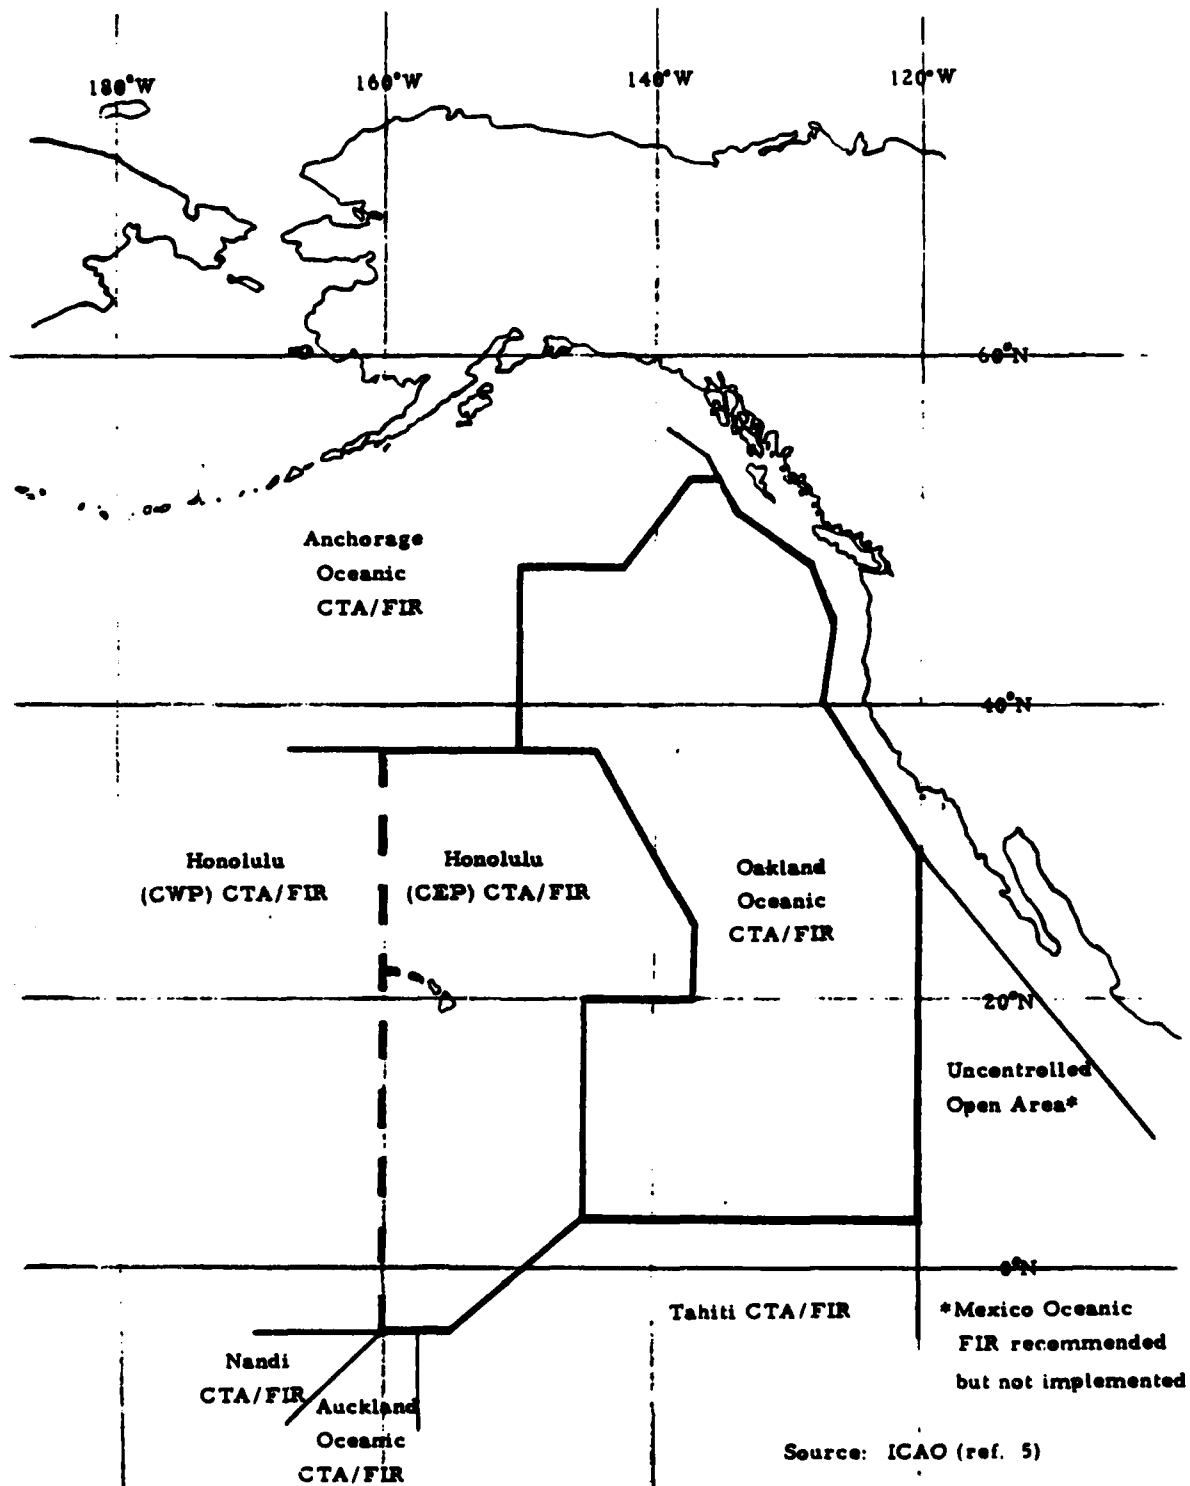 180°W
160°W
140°W
120°W
60°N
Anchorage
Oceanic
CTA/FIR
40°N
Honolulu
(CWP) CTA/FIR
Honolulu
(CEP) CTA/FIR
Oakland
Oceanic
CTA/FIR
20°N
Uncontrolled
Open Area*
0°N
Tahiti CTA/FIR
*Mexico Oceanic
FIR recommended
but not implemented
Nandi
CTA/FIR
Auckland
Oceanic
CTA/FIR
Source: ICAO (ref. 5)